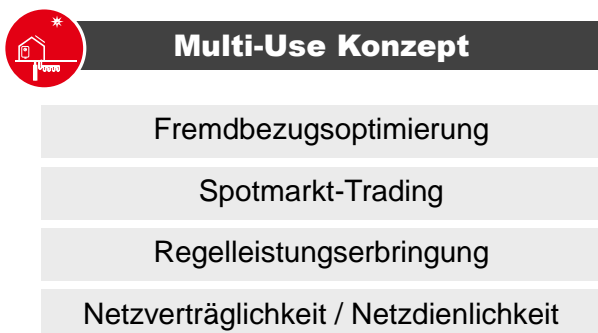 Multi-Use Konzept
Fremdbezugsoptimierung
Spotmarkt-Trading
Regelleistungserbringung
Netzverträglichkeit / Netzdienlichkeit